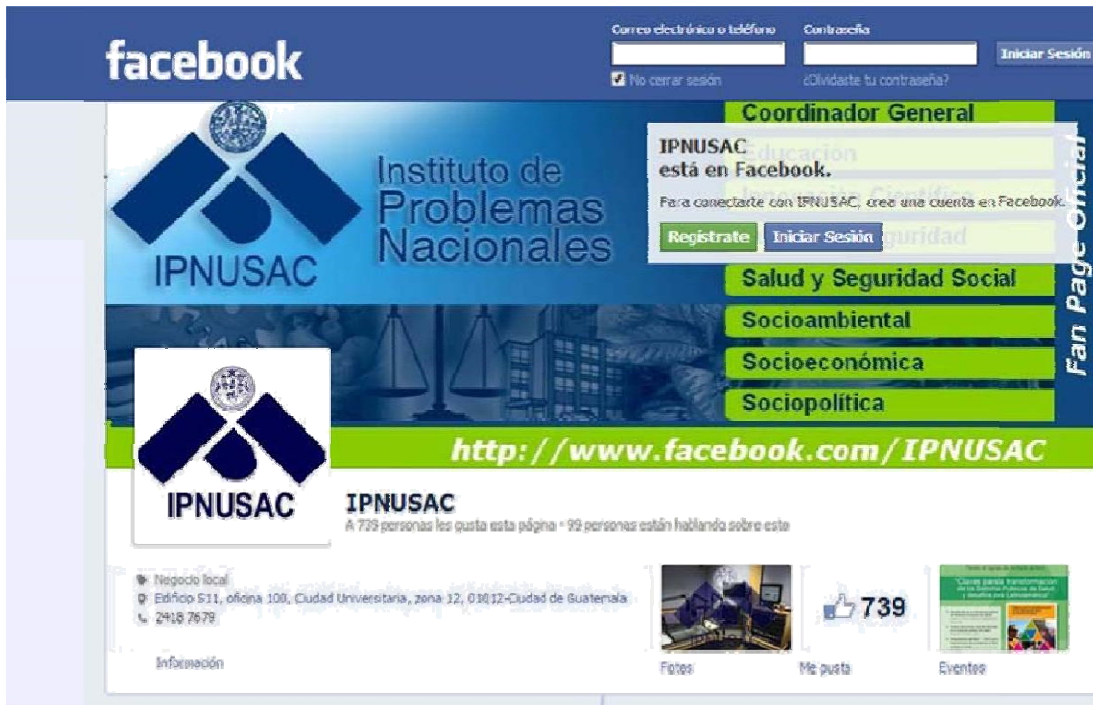 facebook
Correo electrónico o teléfono
Contraseña
Iniciar Sesión
No cerrar sesión
¿Olvidaste tu contraseña?
IPNUSAC
Instituto de
Problemas
Nacionales
Coordinador General
Educación
IPNUSAC
está en Facebook.
Para conectarte con IPNUSAC, crea una cuenta en Facebook.
Regístrate
Iniciar Sesión
Salud y Seguridad Social
Socioambiental
Socioeconómica
Sociopolítica
Fan Page Oficial
http://www.facebook.com/IPNUSAC
IPNUSAC
IPNUSAC
A 739 personas les gusta esta página · 99 personas están hablando sobre esto
Negocio local
Edificio S11, oficina 100, Ciudad Universitaria, zona 12, 01012-Ciudad de Guatemala
2418 7679
Información
739
Fotos
Me gusta
Eventos